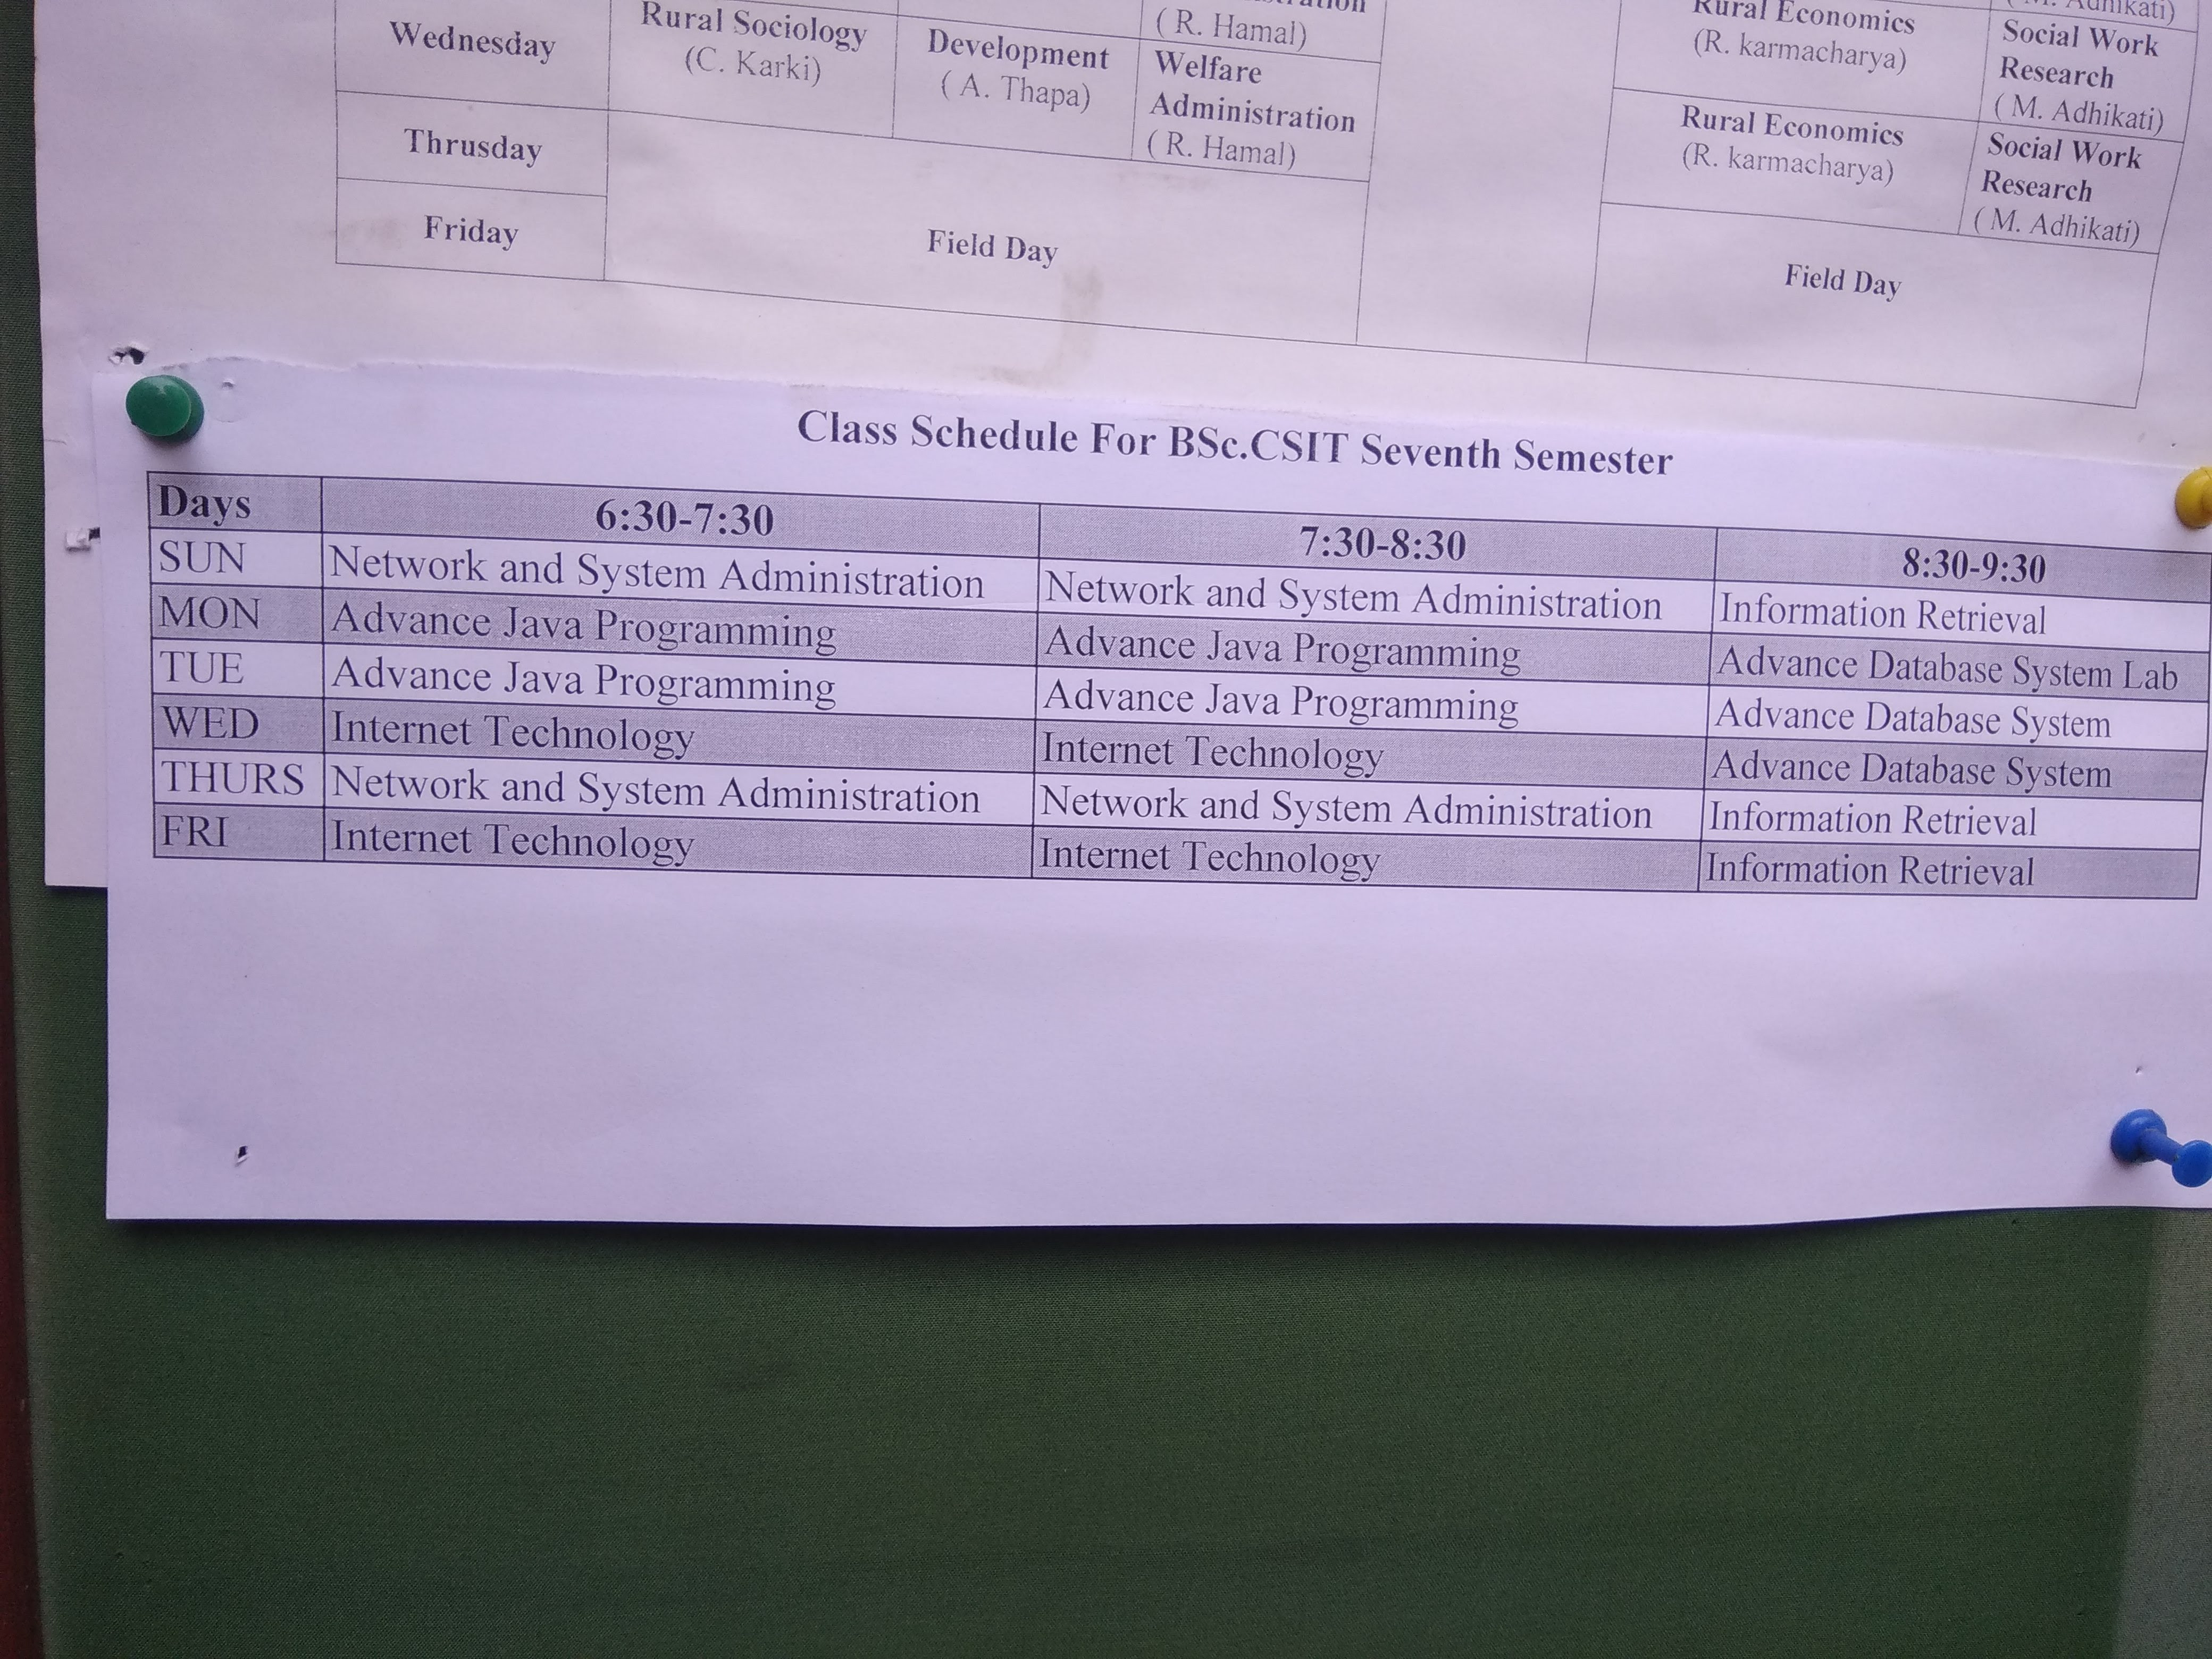 Wednesday
Rural Sociology
(C. Karki)
Development
( A. Thapa)
( R. Hamal)
Welfare
Administration
( R. Hamal)
Rural Economics
(R. karmacharya)
Social Work
Research
( M. Adhikati)
Thrusday
Rural Economics
(R. karmacharya)
Social Work
Research
( M. Adhikati)
Friday
Field Day
Field Day
Class Schedule For BSc.CSIT Seventh Semester
Days 6:30-7:30 7:30-8:30 8:30-9:30
SUN Network and System Administration Network and System Administration Information Retrieval
MON Advance Java Programming Advance Java Programming Advance Database System Lab
TUE Advance Java Programming Advance Java Programming Advance Database System
WED Internet Technology Internet Technology Advance Database System
THURS Network and System Administration Network and System Administration Information Retrieval
FRI Internet Technology Internet Technology Information Retrieval